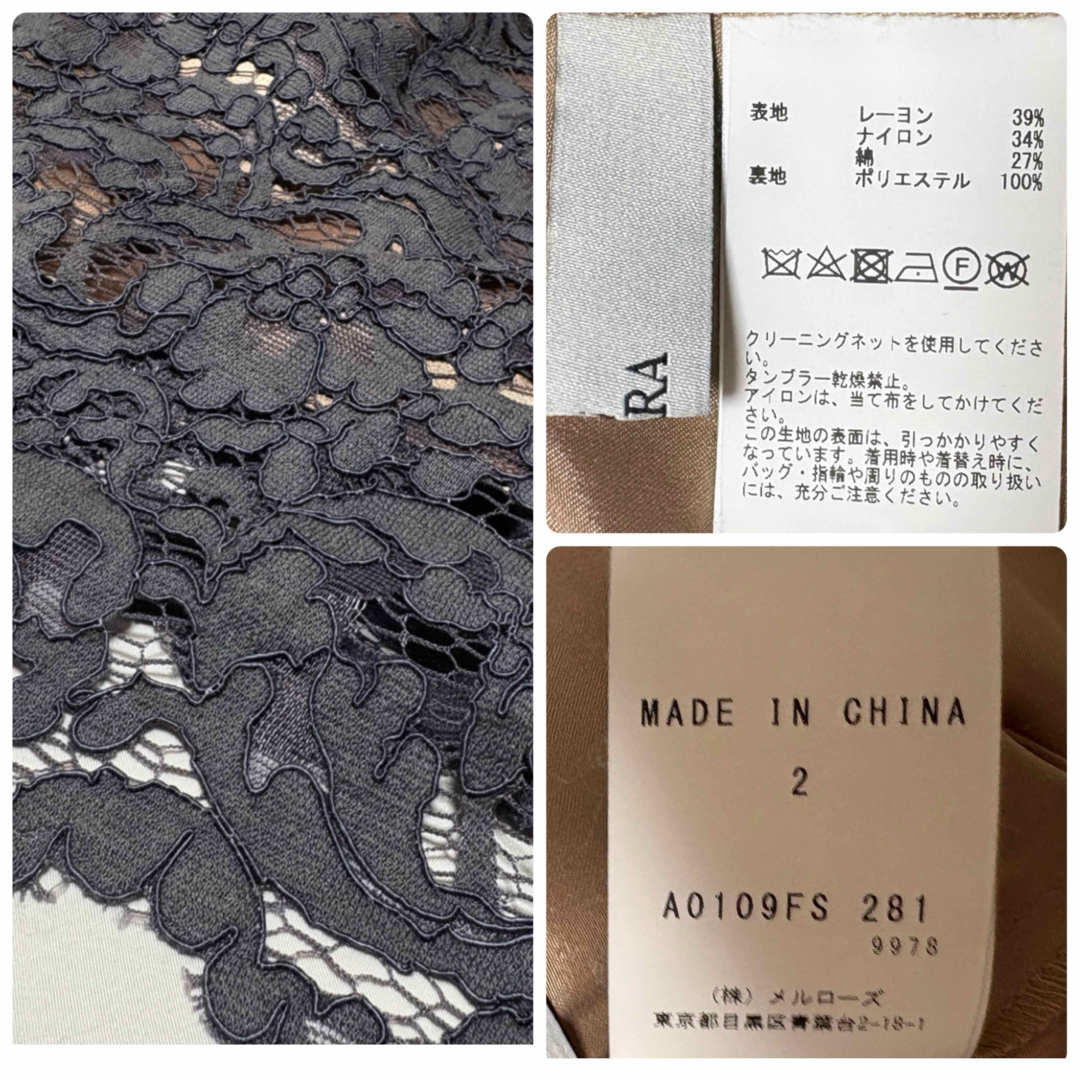 RA
表地 レーヨン 39%
ナイロン 34%
綿 27%
裏地 ポリエステル 100%
F
W
クリーニングネットを使用してくださ
い。
タンブラー乾燥禁止。
アイロンは、当て布をしてかけてくだ
さい。
この生地の表面は、引っかかりやすく
なっています。着用時や着替え時に、
バッグ・指輪や周りのものの取り扱い
には、充分ご注意ください。
MADE IN CHINA
2
A0109FS 281
9978
(株) メルローズ
東京都目黒区青葉台2-18-1